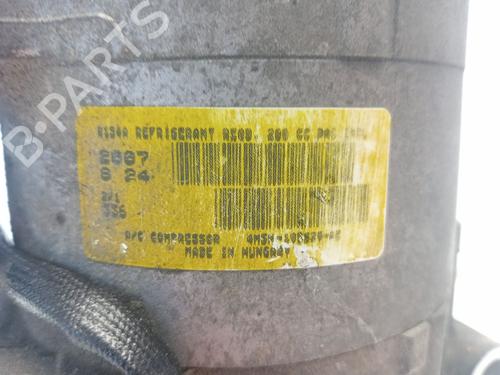 B-PARTS
R134A REFRIGERANT REQD. 200 CC PAG
2007
8 24
A/C COMPRESSOR
MADE IN HUNGARY